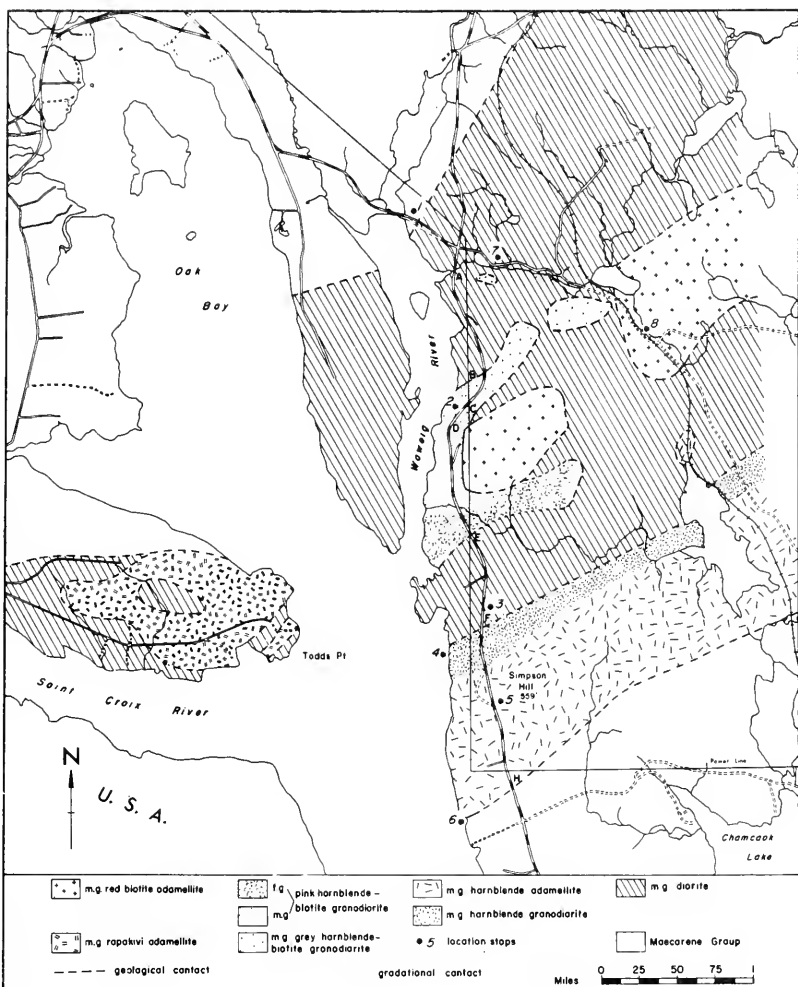 Oak
Bay
Waweig River
7
A
8
B
2
C
D
E
3
F
4
Todds Pt
Simpson
Hill
559'
5
Saint Croix River
N
U. S. A.
Power Line
H
6
Chamcook
Lake
m.g. red biotite adamellite
f.g
m.g
pink hornblende-
biotite granodiorite
m g hornblende adamellite
m g diorite
m.g rapakivi adamellite
m g grey hornblende-
biotite granodiorite
m g hornblende granodiorite
5 location stops
Mascarene Group
geological contact
gradational contact
Miles 0 25 50 75 1